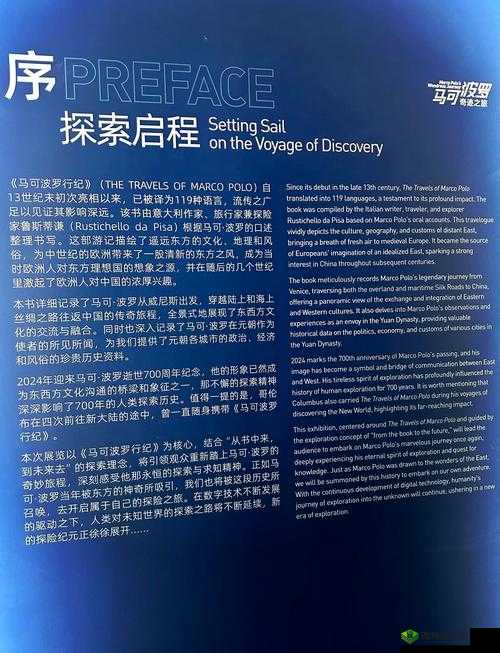 序 PREFACE
Marco Polo's
Wondrous Journey
马可波罗
奇迹之旅
探索启程 Setting Sail
on the Voyage of Discovery
《马可波罗行纪》（THE TRAVELS OF MARCO POLO）自
13世纪末初次亮相以来，已被译为119种语言，流传之广
足以见证其影响深远。该书由意大利作家、旅行家兼探险
家鲁斯蒂谦（Rustichello da Pisa）根据马可·波罗的口述
整理书写。这部游记描绘了遥远东方的文化、地理和风
俗，为中世纪的欧洲带来了一股清新的东方之风，成为当
时欧洲人对东方理想国的想象之源，并在随后的几个世纪
里激起了欧洲人对中国的浓厚兴趣。
本书详细记录了马可·波罗从威尼斯出发，穿越陆上和海上
丝绸之路往返中国的传奇旅程，全景式地展现了东西方文
化的交流与融合。同时也深入记录了马可·波罗在元朝作为
使者的所见所闻，为我们提供了元朝各城市的政治、经济
和风俗的珍贵历史资料。
2024年迎来马可·波罗逝世700周年纪念，他的形象已然成
为东西方文化沟通的桥梁和象征之一，那不懈的探索精神
深深影响了700年的人类探索历史。值得一提的是，哥伦
布在四次前往新大陆的途中，曾一直随身携带《马可波罗
行纪》。
本次展览以《马可波罗行纪》为核心，结合“从书中来，
到未来去”的探索理念，将引领观众重新踏上马可·波罗的
奇妙旅程，深刻感受他那永恒的探索与求知精神。正如马
可·波罗当年被东方的神奇所吸引，我们也将被这段历史所
召唤，去开启属于自己的探险之旅。在数字技术不断发展
的驱动之下，人类对未知世界的探索之路将不断延续，新
的探险纪元正徐徐展开……
Since its debut in the late 13th century, The Travels of Marco Polo
translated into 119 languages, a testament to its profound impact. The
book was compiled by the Italian writer, traveler, and explorer
Rustichello da Pisa based on Marco Polo's oral accounts. This travelogue
vividly depicts the culture, geography, and customs of distant East,
bringing a breath of fresh air to medieval Europe. It became the source
of Europeans' imagination of an idealized East, sparking a strong
interest in China throughout subsequent centuries.
The book meticulously records Marco Polo's legendary journey from
Venice, traversing both the overland and maritime Silk Roads to China,
offering a panoramic view of the exchange and integration of Eastern
and Western cultures. It also delves into Marco Polo's observations and
experiences as an envoy in the Yuan Dynasty, providing valuable
historical data on the politics, economy, and customs of various cities in
the Yuan Dynasty.
2024 marks the 700th anniversary of Marco Polo's passing, and his
image has become a symbol and bridge of communication between East
and West. His tireless spirit of exploration has profoundly influenced the
history of human exploration for 700 years. It is worth mentioning that
Columbus also carried The Travels of Marco Polo during his voyages of
discovering the New World, highlighting its far-reaching impact.
This exhibition, centered around The Travels of Marco Polo and guided by
the exploration concept of "from the book to the future," will lead the
audience to embark on Marco Polo's marvelous journey once again,
deeply experiencing his eternal spirit of exploration and quest for
knowledge. Just as Marco Polo was drawn to the wonders of the East,
we will be summoned by this history to embark on our own adventure.
With the continuous development of digital technology, humanity's
journey of exploration into the unknown will continue, ushering in a new
era of exploration.